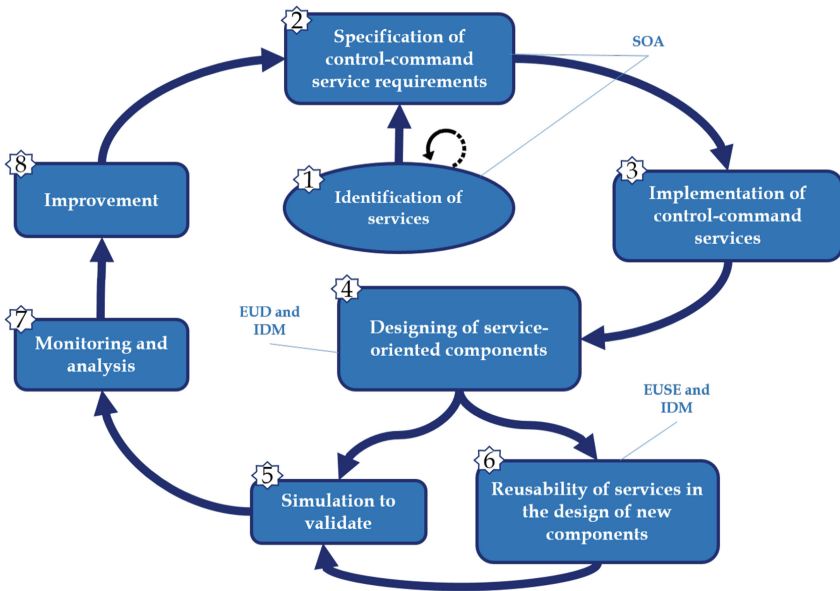 2
Specification of
control-command
service requirements
SOA
1
Identification of
services
3
Implementation of
control-command
services
8
Improvement
4
Designing of service-
oriented components
EUD and
IDM
7
Monitoring and
analysis
EUSE and
IDM
5
Simulation to
validate
6
Reusability of services in
the design of new
components